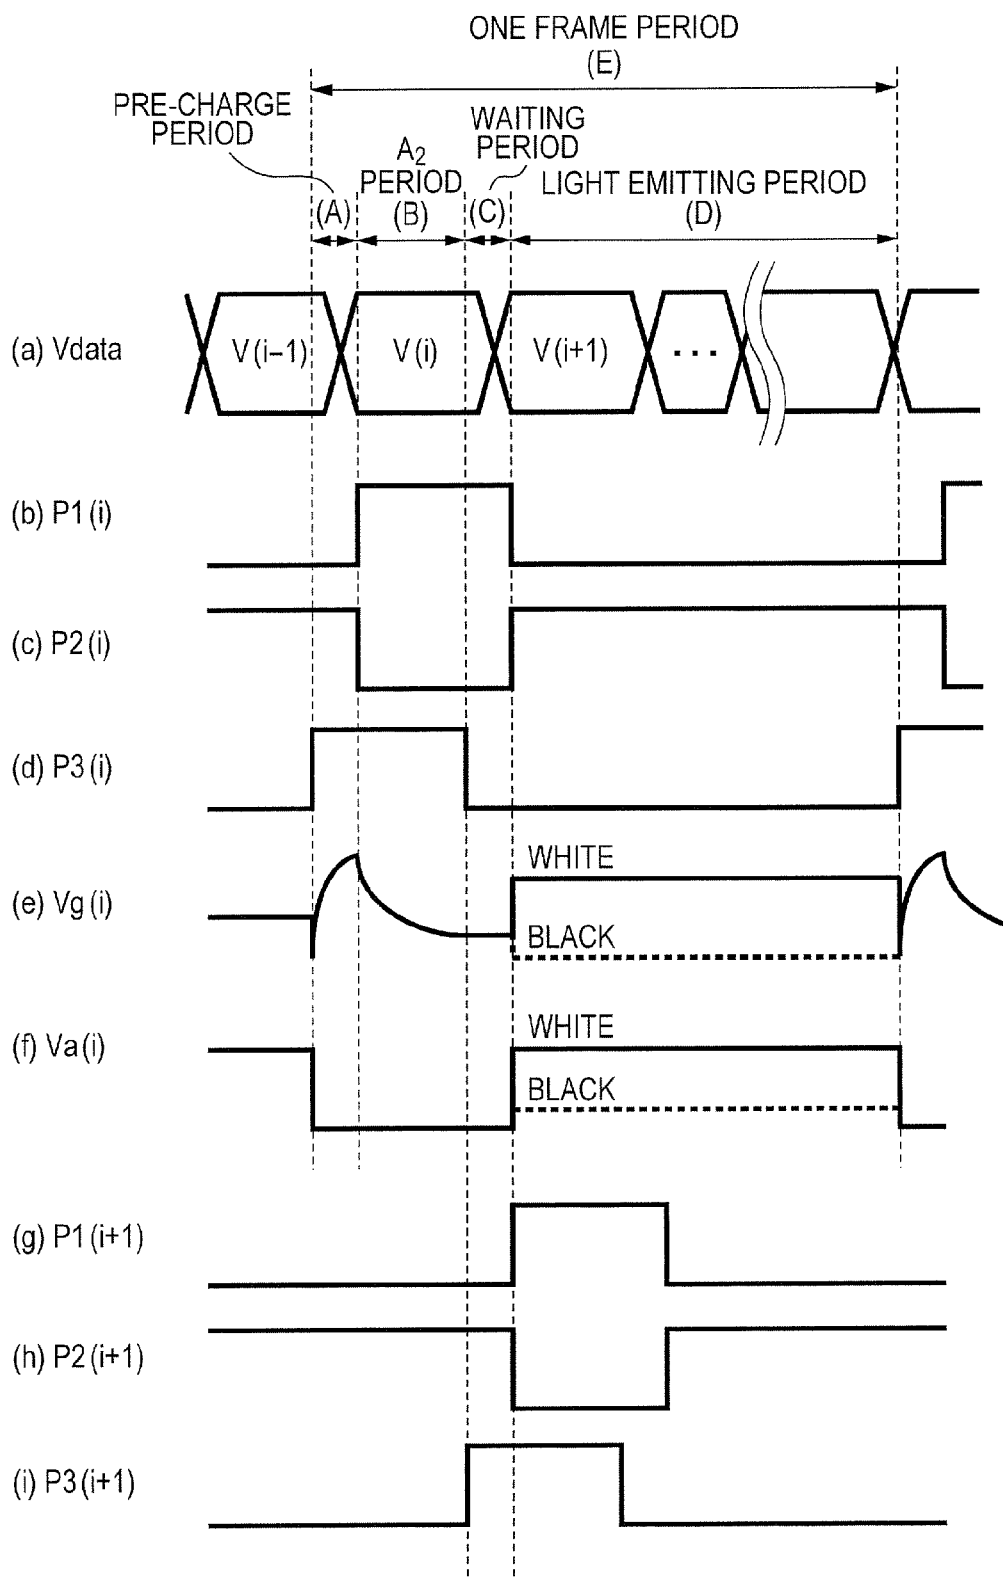 ONE FRAME PERIOD
(E)
PRE-CHARGE
PERIOD
WAITING
PERIOD
A2
PERIOD
LIGHT EMITTING PERIOD
(A)
(B)
(C)
(D)
(a) Vdata
V(i–1)
V(i)
V(i+1)
...
(b) P1(i)
(c) P2(i)
(d) P3(i)
(e) Vg(i)
WHITE
BLACK
(f) Va(i)
WHITE
BLACK
(g) P1(i+1)
(h) P2(i+1)
(i) P3(i+1)